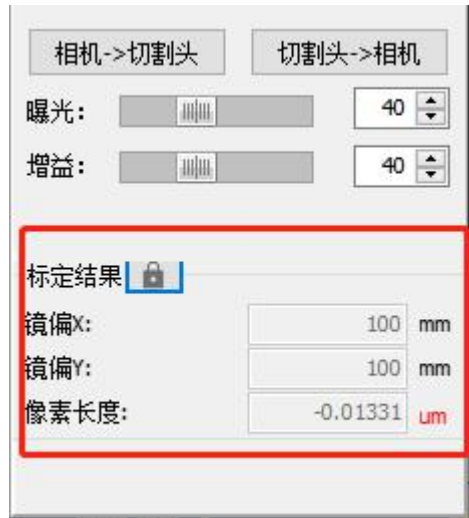 相机->切割头 切割头->相机
曝光: 40
增益: 40
标定结果
镜偏X: 100 mm
镜偏Y: 100 mm
像素长度: -0.01331 um